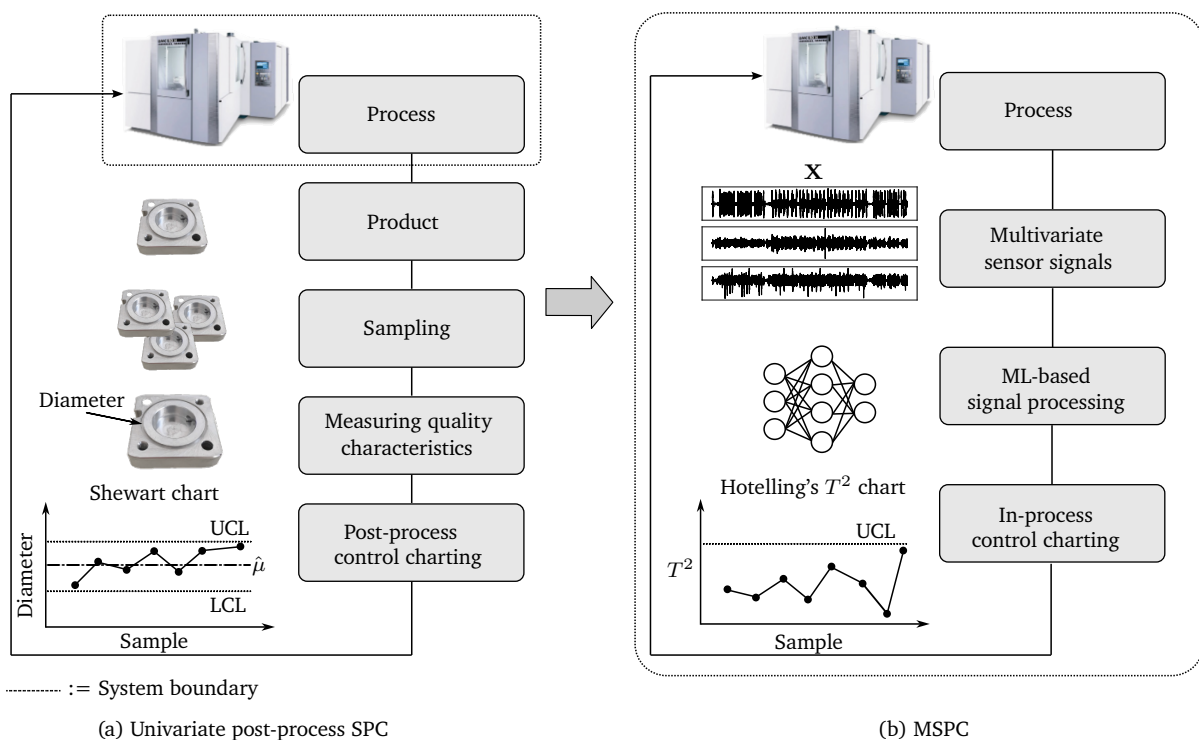 Process
Product
Sampling
Diameter
Measuring quality
characteristics
Shewart chart
UCL
Diameter
μ̂
LCL
Sample
Post-process
control charting
:= System boundary
(a) Univariate post-process SPC
Process
X
Multivariate
sensor signals
ML-based
signal processing
Hotelling's T² chart
UCL
T²
Sample
In-process
control charting
(b) MSPC